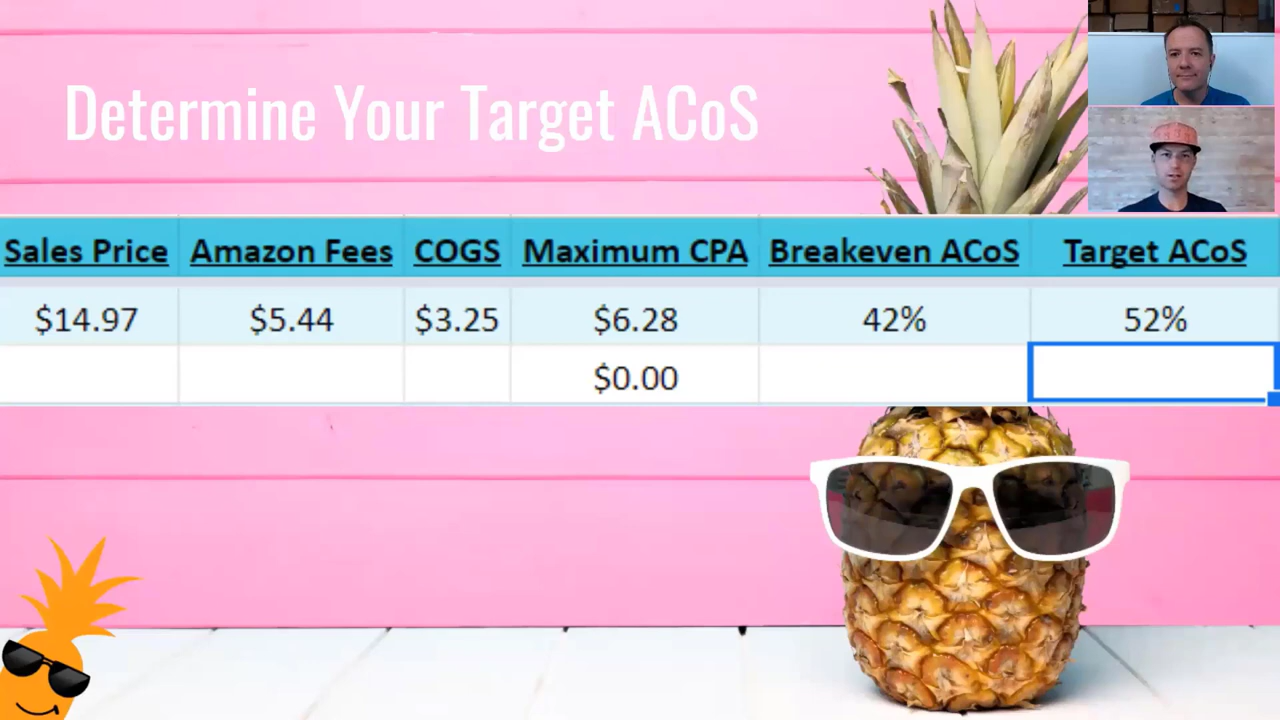 Determine Your Target ACoS
Sales Price Amazon Fees COGS Maximum CPA Breakeven ACoS Target ACoS
$14.97 $5.44 $3.25 $6.28 42% 52%
$0.00